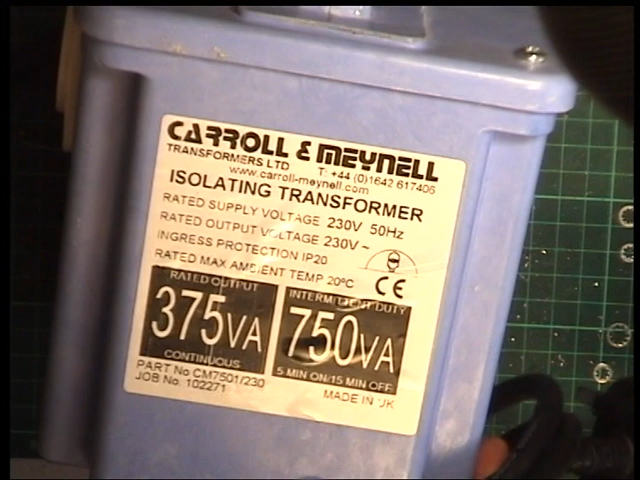 CARROLL & MEYNELL
TRANSFORMERS LTD T: +44 (0)1642 617406
www.carroll-meynell.com
ISOLATING TRANSFORMER
RATED SUPPLY VOLTAGE 230V 50Hz
RATED OUTPUT VOLTAGE 230V ~
INGRESS PROTECTION IP20
RATED MAX AMBIENT TEMP 20ºC
CE
RATED OUTPUT
375VA
CONTINUOUS
INTERMITTENT DUTY
750VA
5 MIN ON/15 MIN OFF
PART No CM7501/230
JOB No. 102271
MADE IN UK